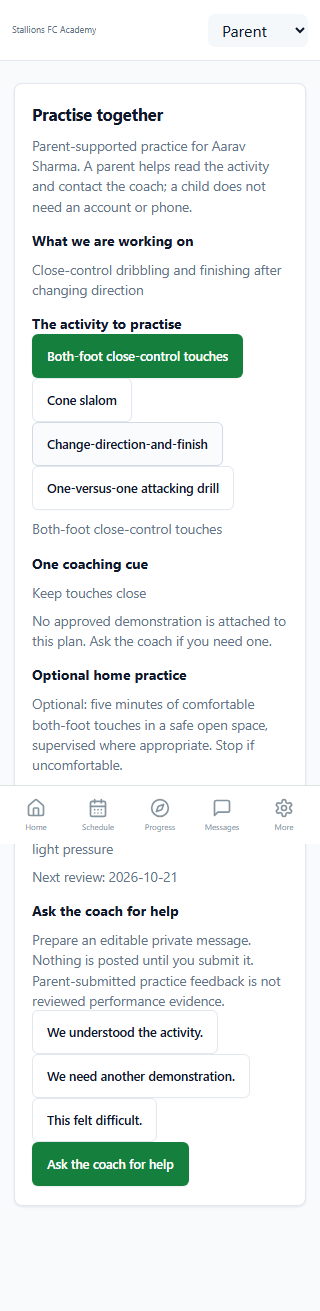 Stallions FC Academy
Parent
Practise together
Parent-supported practice for Aarav
Sharma. A parent helps read the activity
and contact the coach; a child does not
need an account or phone.
What we are working on
Close-control dribbling and finishing after
changing direction
The activity to practise
Both-foot close-control touches
Cone slalom
Change-direction-and-finish
One-versus-one attacking drill
Both-foot close-control touches
One coaching cue
Keep touches close
No approved demonstration is attached to
this plan. Ask the coach if you need one.
Optional home practice
Optional: five minutes of comfortable
both-foot touches in a safe open space,
supervised where appropriate. Stop if
uncomfortable.
Home
Schedule
Progress
Messages
More
light pressure
Next review: 2026-10-21
Ask the coach for help
Prepare an editable private message.
Nothing is posted until you submit it.
Parent-submitted practice feedback is not
reviewed performance evidence.
We understood the activity.
We need another demonstration.
This felt difficult.
Ask the coach for help